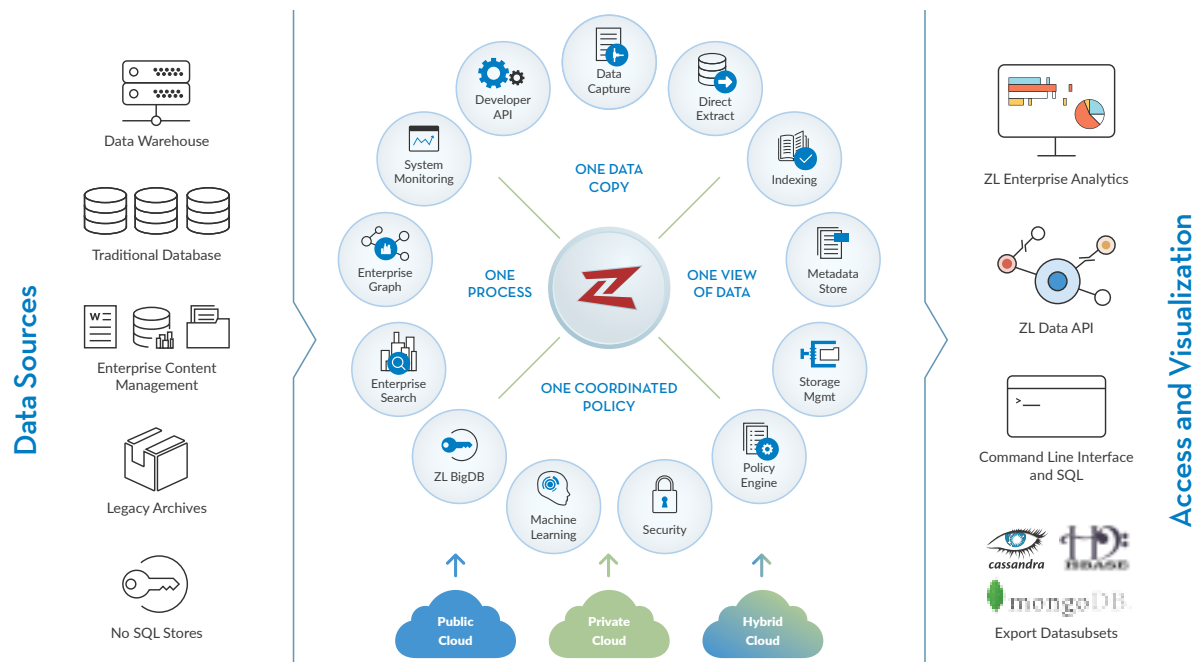 Data Sources
Data Warehouse
Traditional Database
W
Enterprise Content
Management
Legacy Archives
No SQL Stores
Data
Capture
Developer
API
Direct
Extract
System
Monitoring
Indexing
Enterprise
Graph
Metadata
Store
Enterprise
Search
Storage
Mgmt
ZL BigDB
Policy
Engine
Machine
Learning
Security
ONE DATA
COPY
ONE
PROCESS
ONE VIEW
OF DATA
ONE COORDINATED
POLICY
Public
Cloud
Private
Cloud
Hybrid
Cloud
ZL Enterprise Analytics
ZL Data API
>_
Command Line Interface
and SQL
cassandra
HBASE
mongoDB.
Export Datasubsets
Access and Visualization